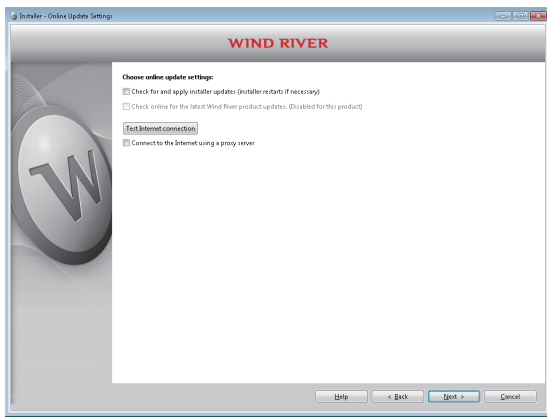 Installer - Online Update Settings
WIND RIVER
Choose online update settings:
Check for and apply installer updates (installer restarts if necessary)
Check online for the latest Wind River product updates. (Disabled for this product)
Test Internet connection
Connect to the Internet using a proxy server
W
Help < Back Next > Cancel